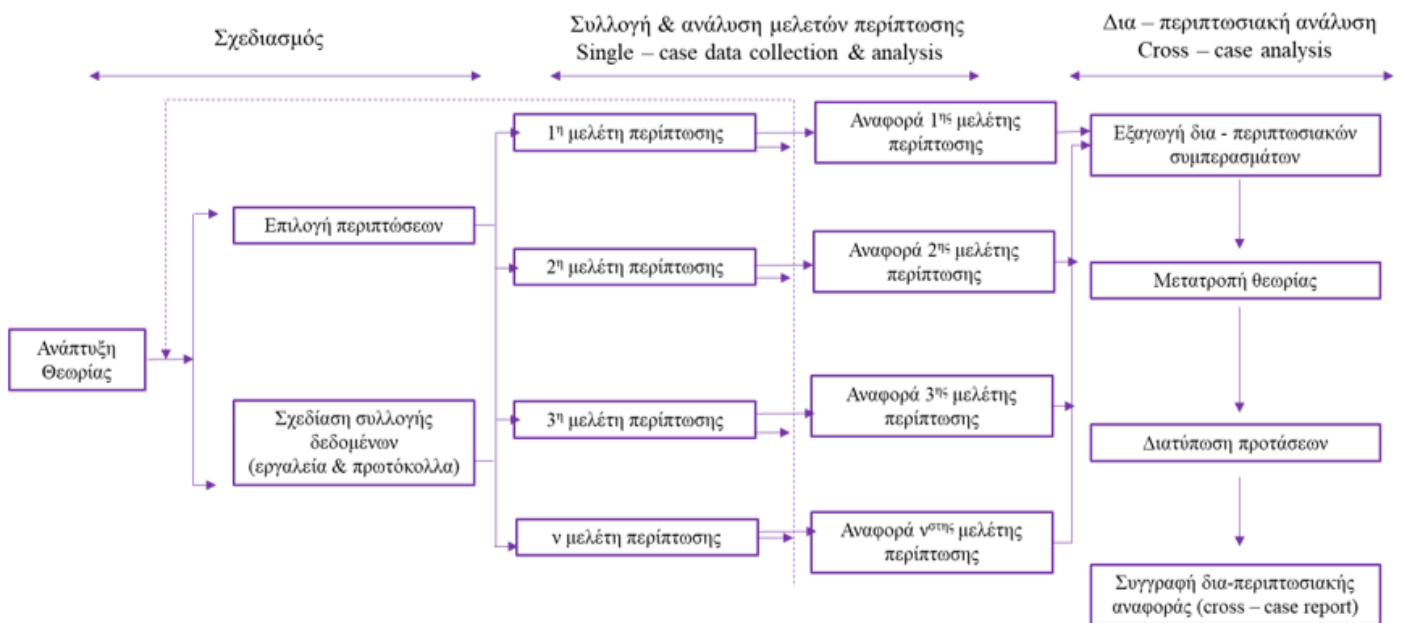 Σχεδιασμός
Συλλογή & ανάλυση μελετών περίπτωσης
Single – case data collection & analysis
Δια – περιπτωσιακή ανάλυση
Cross – case analysis
Ανάπτυξη
Θεωρίας
Επιλογή περιπτώσεων
Σχεδίαση συλλογής
δεδομένων
(εργαλεία & πρωτόκολλα)
1η μελέτη περίπτωσης
2η μελέτη περίπτωσης
3η μελέτη περίπτωσης
ν μελέτη περίπτωσης
Αναφορά 1ης μελέτης
περίπτωσης
Αναφορά 2ης μελέτης
περίπτωσης
Αναφορά 3ης μελέτης
περίπτωσης
Αναφορά νστης μελέτης
περίπτωσης
Εξαγωγή δια - περιπτωσιακών
συμπερασμάτων
Μετατροπή θεωρίας
Διατύπωση προτάσεων
Συγγραφή δια-περιπτωσιακής
αναφοράς (cross – case report)